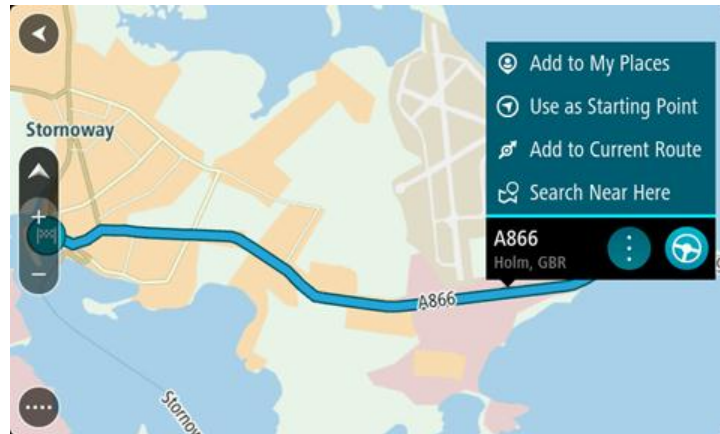 Add to My Places
Use as Starting Point
Stornoway
Add to Current Route
Search Near Here
A866
Holm, GBR
A866